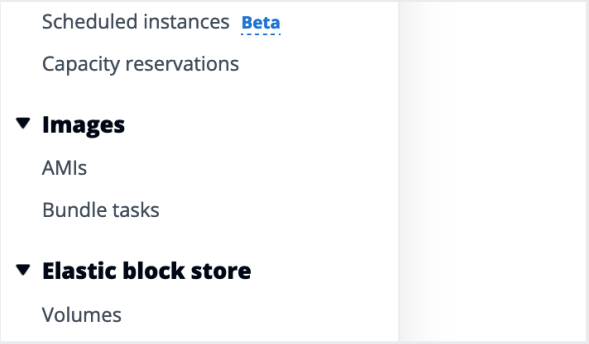 Scheduled instances Beta
Capacity reservations
Images
AMIs
Bundle tasks
Elastic block store
Volumes